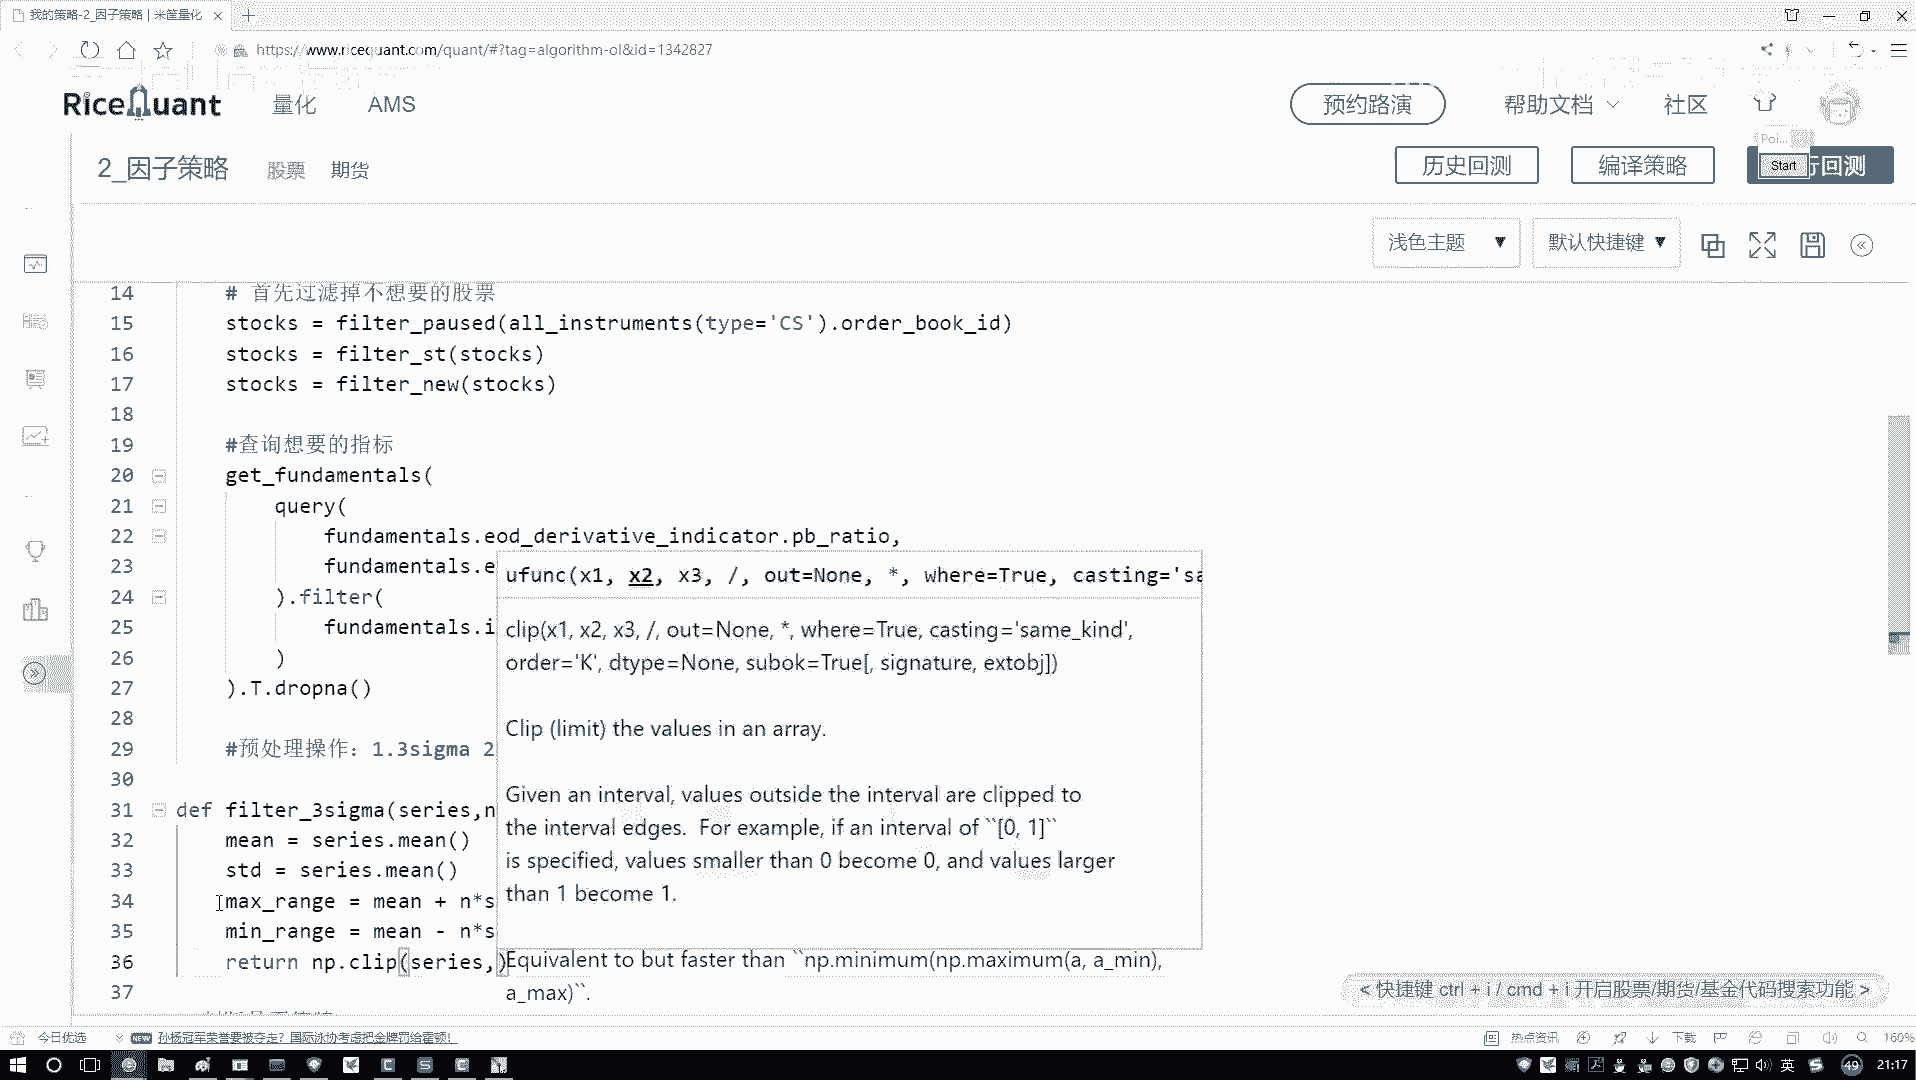 我的策略-2_因子策略 | 米筐量化
https://www.ricequant.com/quant/#?tag=algorithm-ol&id=1342827
RiceQuant 量化 AMS 预约路演 帮助文档 社区
2_因子策略 股票 期货 历史回测 编译策略 Start 行回测
Poi...
浅色主题 默认快捷键
14 # 首先过滤掉不想要的股票
15 stocks = filter_paused(all_instruments(type='CS').order_book_id)
16 stocks = filter_st(stocks)
17 stocks = filter_new(stocks)
18
19 #查询想要的指标
20 get_fundamentals(
21 query(
22 fundamentals.eod_derivative_indicator.pb_ratio,
23 fundamentals.e
24 ).filter(
25 fundamentals.i
26 )
27 ).T.dropna()
28
29 #预处理操作：1.3sigma 2
30
31 def filter_3sigma(series,n
32 mean = series.mean()
33 std = series.mean()
34 max_range = mean + n*s
35 min_range = mean - n*s
36 return np.clip(series,)
37
ufunc(x1, x2, x3, /, out=None, *, where=True, casting='sa
clip(x1, x2, x3, /, out=None, *, where=True, casting='same_kind',
order='K', dtype=None, subok=True[, signature, extobj])
Clip (limit) the values in an array.
Given an interval, values outside the interval are clipped to
the interval edges.  For example, if an interval of ``[0, 1]``
is specified, values smaller than 0 become 0, and values larger
than 1 become 1.
Equivalent to but faster than ``np.minimum(np.maximum(a, a_min),
a_max)``.
< 快捷键 ctrl + i / cmd + i 开启股票/期货/基金代码搜索功能 >
今日优选 NEW 孙杨冠军荣誉要被夺走？国际泳协考虑把金牌罚给霍顿! 热点资讯 下载 160%
英 49 21:17